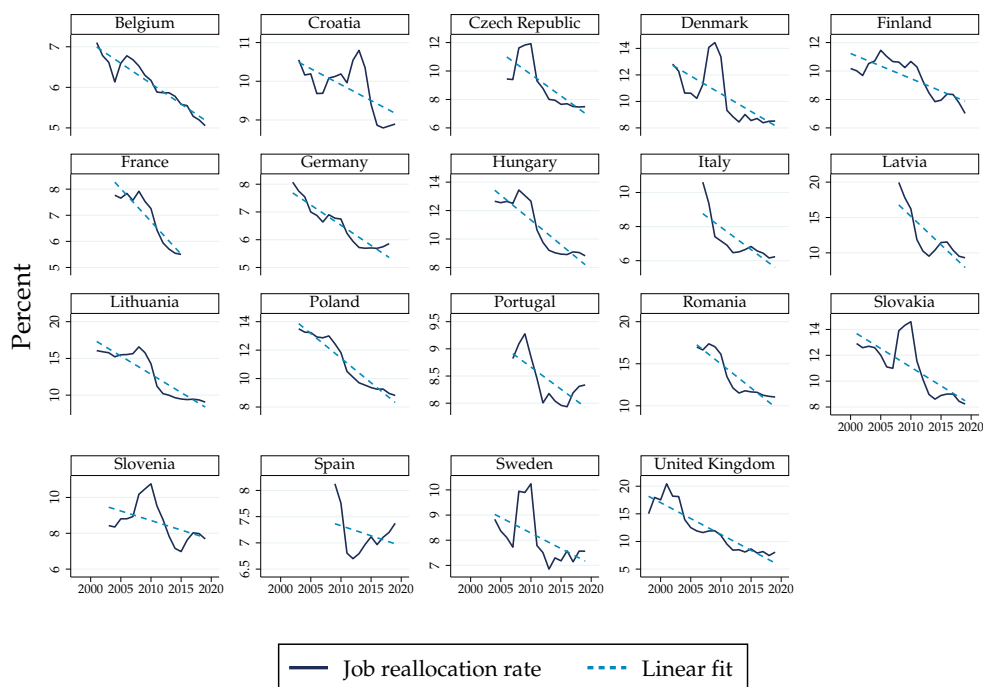 Percent
Belgium
7
6
5
Croatia
11
10
9
Czech Republic
12
10
8
6
Denmark
14
12
10
8
Finland
12
10
8
6
France
8
7
6
5
Germany
8
7
6
5
Hungary
14
12
10
8
Italy
10
8
6
Latvia
20
15
10
Lithuania
20
15
10
Poland
14
12
10
8
Portugal
9.5
9
8.5
8
Romania
20
15
10
Slovakia
14
12
10
8
2000 2005 2010 2015 2020
Slovenia
10
8
6
2000 2005 2010 2015 2020
Spain
8
7.5
7
6.5
2000 2005 2010 2015 2020
Sweden
10
9
8
7
2000 2005 2010 2015 2020
United Kingdom
20
15
10
5
2000 2005 2010 2015 2020
Job reallocation rate
Linear fit